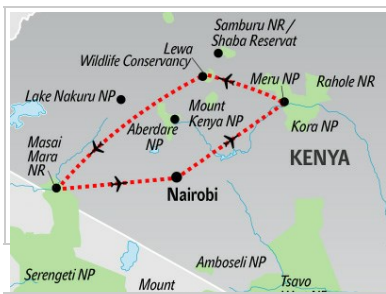 Samburu NR /
Shaba Reservat
Lewa
Wildlife Conservancy
Meru NP
Rahole NR
Lake Nakuru NP
Mount
Kenya NP
Aberdare
NP
Kora NP
Masai
Mara
NR
KENYA
Nairobi
Amboseli NP
Serengeti NP
Mount
Tsavo